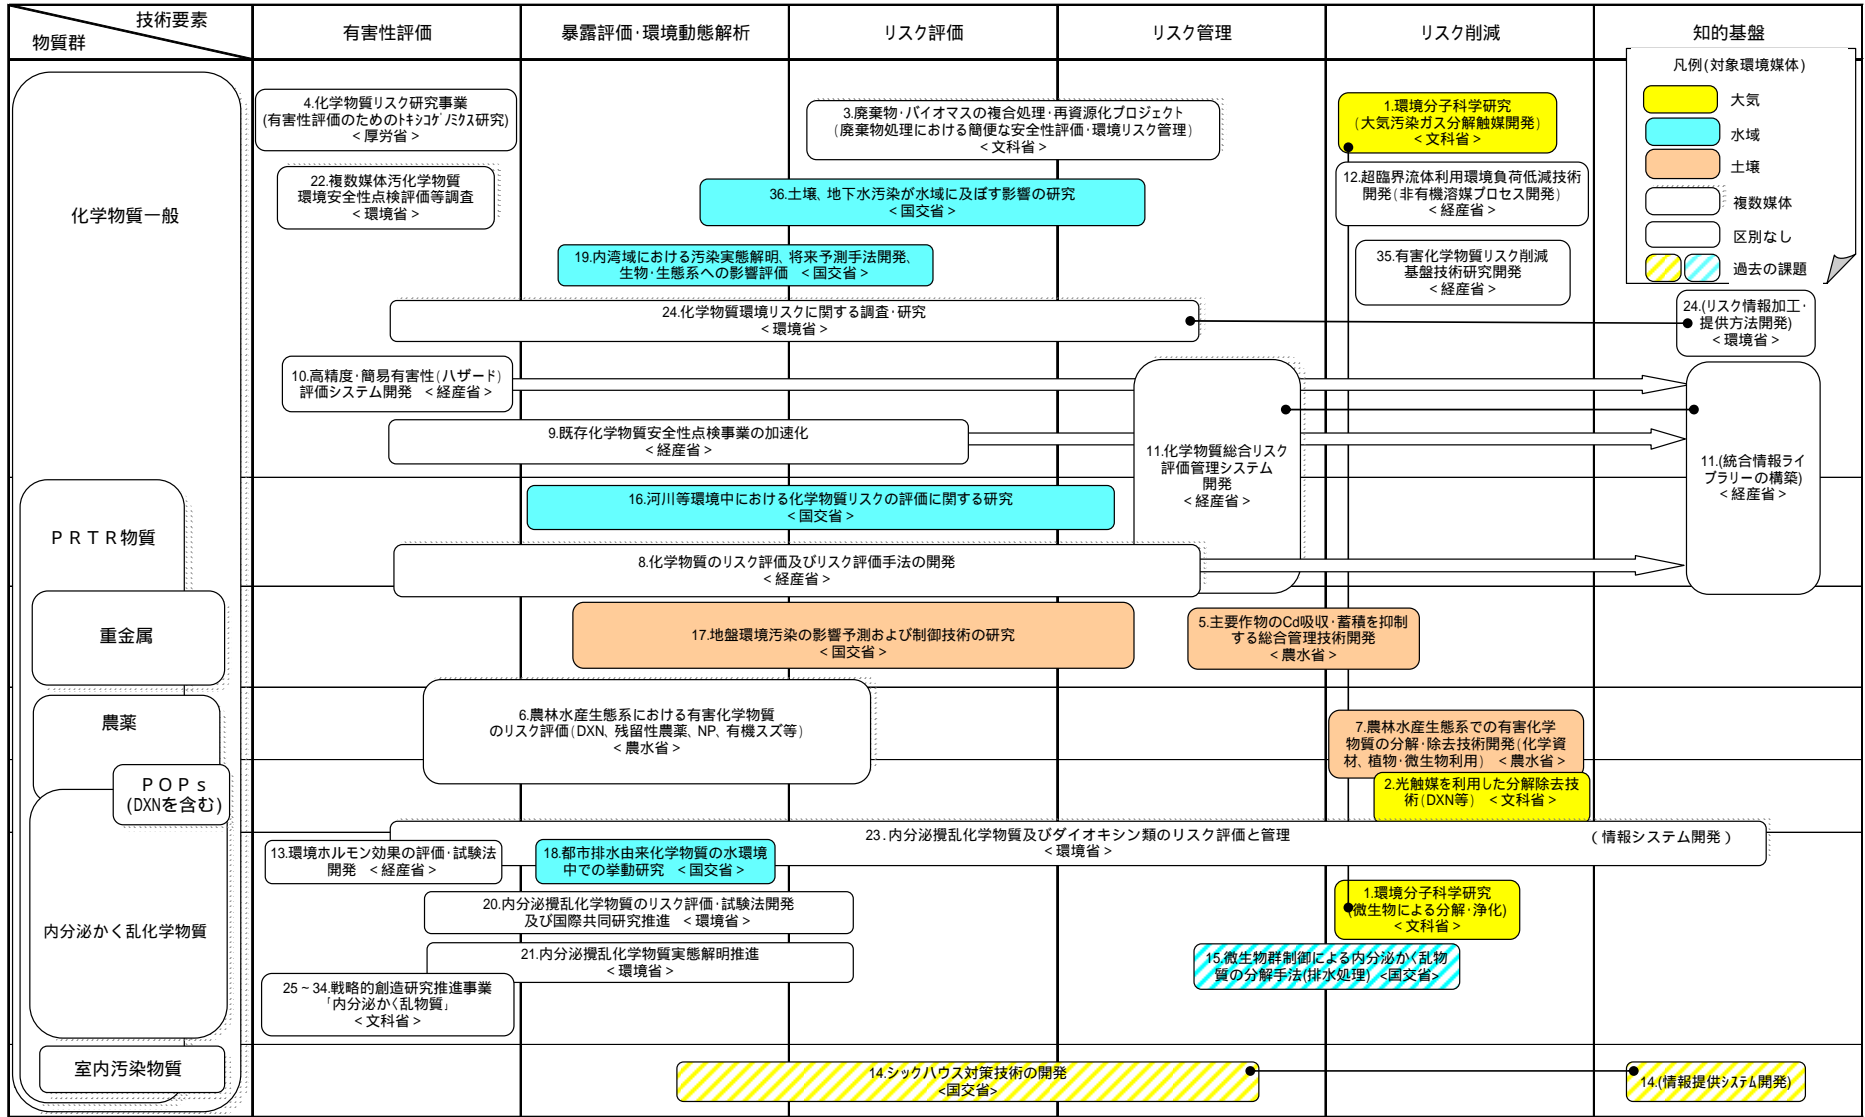 技術要素
物質群
有害性評価
暴露評価･環境動態解析
リスク評価
リスク管理
リスク削減
知的基盤
凡例(対象環境媒体)
大気
水域
土壌
複数媒体
区別なし
過去の課題
化学物質一般
4.化学物質リスク研究事業
(有害性評価のためのﾄｷｼｺｹﾞﾉﾐｸｽ研究)
<厚労省>
3.廃棄物･バイオマスの複合処理･再資源化プロジェクト
(廃棄物処理における簡便な安全性評価･環境リスク管理)
<文科省>
1.環境分子科学研究
(大気汚染ガス分解触媒開発)
<文科省>
22.複数媒体汚化学物質
環境安全性点検評価等調査
<環境省>
36.土壌、地下水汚染が水域に及ぼす影響の研究
<国交省>
12.超臨界流体利用環境負荷低減技術
開発(非有機溶媒プロセス開発)
<経産省>
19.内湾域における汚染実態解明、将来予測手法開発、
生物･生態系への影響評価 <国交省>
35.有害化学物質リスク削減
基盤技術研究開発
<経産省>
24.化学物質環境リスクに関する調査･研究
<環境省>
24.(リスク情報加工･
提供方法開発)
<環境省>
10.高精度･簡易有害性(ハザード)
評価システム開発 <経産省>
9.既存化学物質安全性点検事業の加速化
<経産省>
11.化学物質総合リスク
評価管理システム
開発
<経産省>
11.(統合情報ライ
ブラリーの構築)
<経産省>
PRTR物質
16.河川等環境中における化学物質リスクの評価に関する研究
<国交省>
8.化学物質のリスク評価及びリスク評価手法の開発
<経産省>
重金属
17.地盤環境汚染の影響予測および制御技術の研究
<国交省>
5.主要作物のCd吸収･蓄積を抑制
する総合管理技術開発
<農水省>
農薬
6.農林水産生態系における有害化学物質
のリスク評価(DXN、残留性農薬、NP、有機スズ等)
<農水省>
7.農林水産生態系での有害化学
物質の分解･除去技術開発(化学資
材、植物･微生物利用) <農水省>
POPs
(DXNを含む)
2.光触媒を利用した分解除去技
術(DXN等) <文科省>
23.内分泌攪乱化学物質及びダイオキシン類のリスク評価と管理
<環境省>
(情報システム開発)
13.環境ホルモン効果の評価･試験法
開発 <経産省>
18.都市排水由来化学物質の水環境
中での挙動研究 <国交省>
内分泌かく乱化学物質
20.内分泌攪乱化学物質のリスク評価･試験法開発
及び国際共同研究推進 <環境省>
1.環境分子科学研究
(微生物による分解･浄化)
<文科省>
21.内分泌攪乱化学物質実態解明推進
<環境省>
15.微生物群制御による内分泌かく乱物
質の分解手法(排水処理) <国交省>
25~34.戦略的創造研究推進事業
｢内分泌かく乱物質｣
<文科省>
室内汚染物質
14.シックハウス対策技術の開発
<国交省>
14.(情報提供ｼｽﾃﾑ開発)